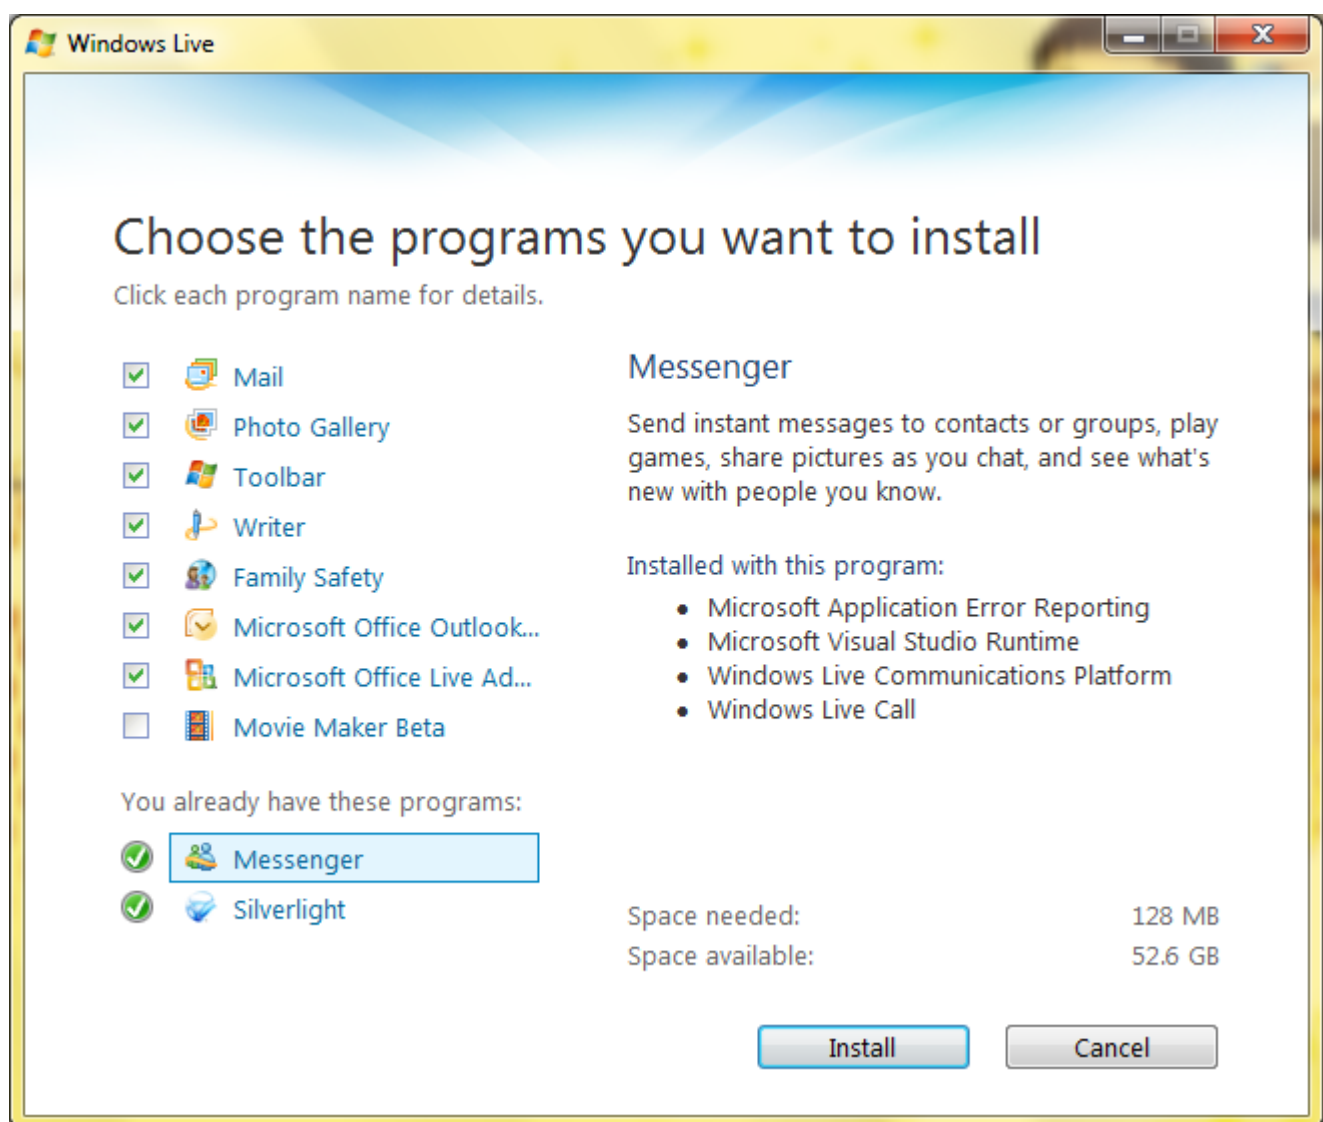 Windows Live
Choose the programs you want to install
Click each program name for details.
Mail
Photo Gallery
Toolbar
Writer
Family Safety
Microsoft Office Outlook...
Microsoft Office Live Ad...
Movie Maker Beta
You already have these programs:
Messenger
Silverlight
Messenger
Send instant messages to contacts or groups, play
games, share pictures as you chat, and see what's
new with people you know.
Installed with this program:
• Microsoft Application Error Reporting
• Microsoft Visual Studio Runtime
• Windows Live Communications Platform
• Windows Live Call
Space needed: 128 MB
Space available: 52.6 GB
Install
Cancel